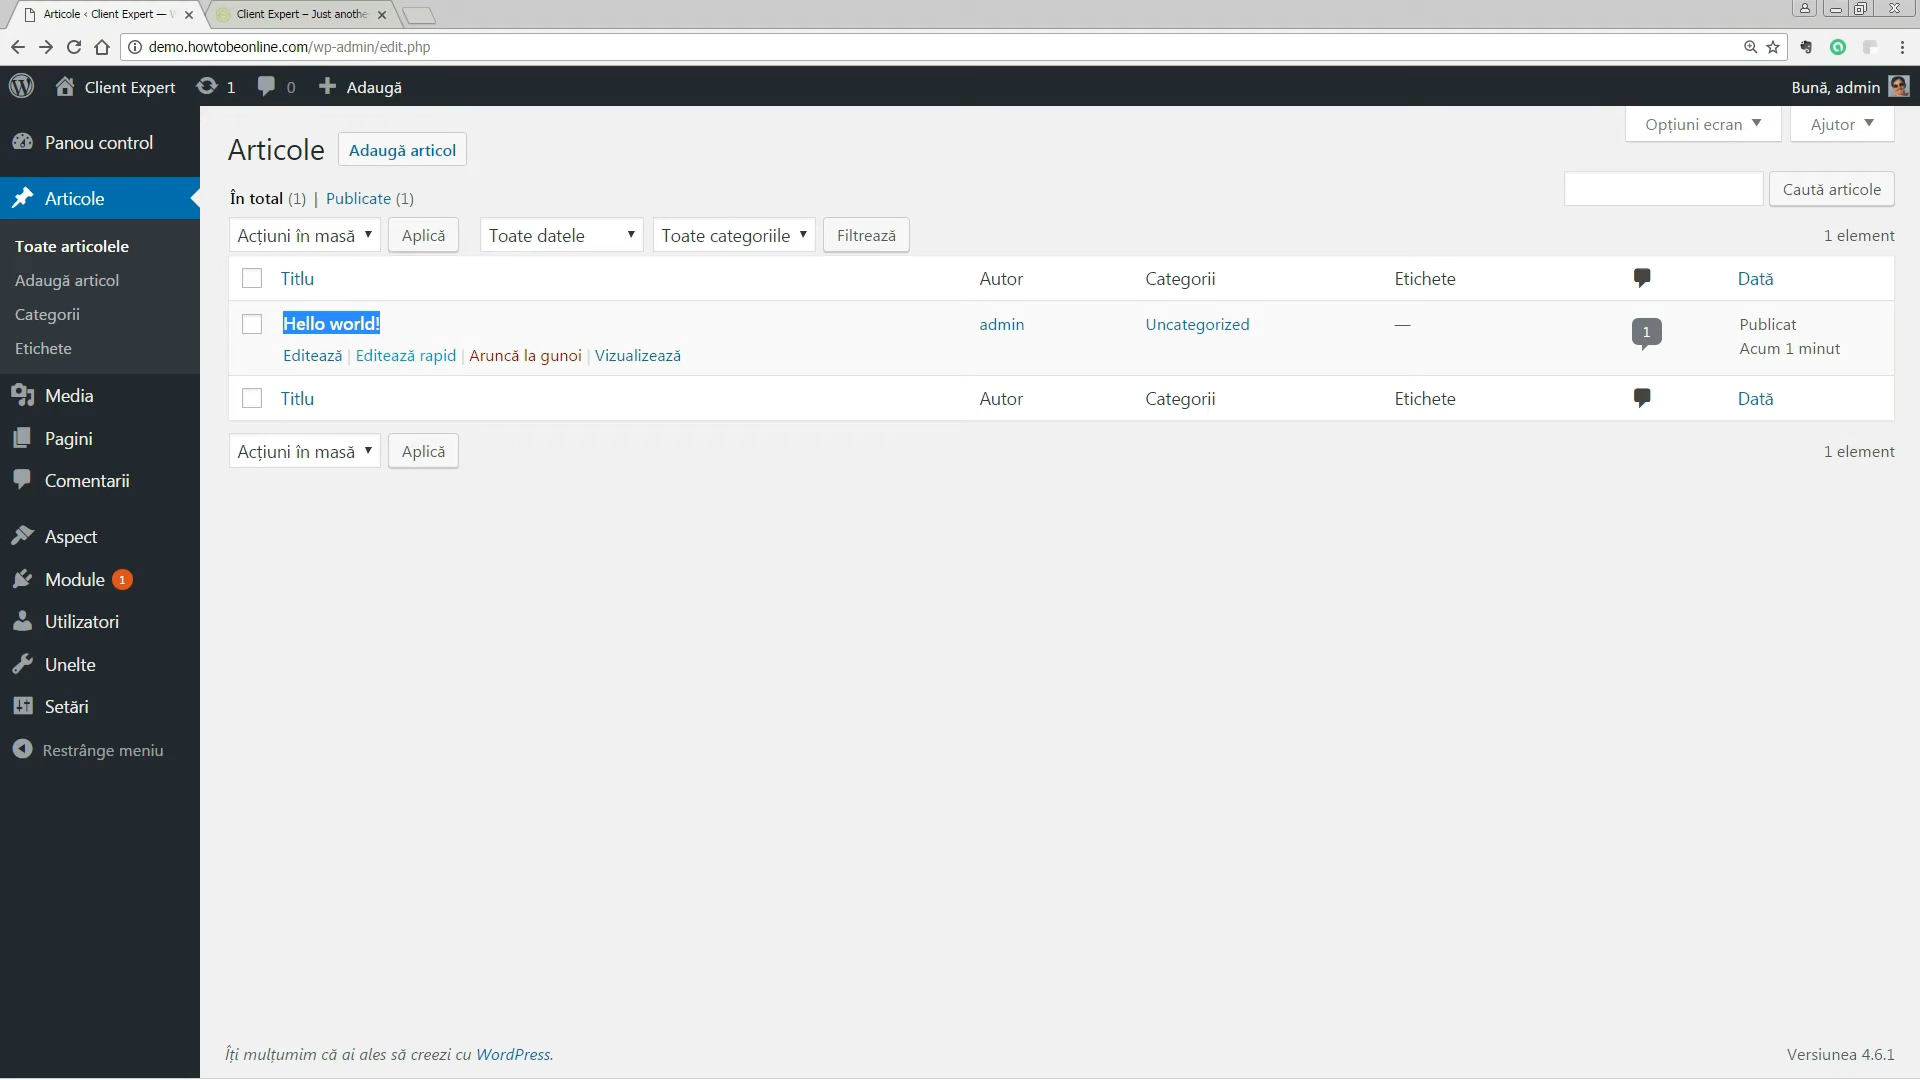 Articole ‹ Client Expert — W
Client Expert – Just anothe
demo.howtobeonline.com/wp-admin/edit.php
Client Expert 1 0 Adaugă Bună, admin
Panou control
Articole
Toate articolele
Adaugă articol
Categorii
Etichete
Media
Pagini
Comentarii
Aspect
Module 1
Utilizatori
Unelte
Setări
Restrânge meniu
Opțiuni ecran Ajutor
Articole Adaugă articol
În total (1) | Publicate (1)
Caută articole
Acțiuni în masă Aplică Toate datele Toate categoriile Filtrează 1 element
Titlu Autor Categorii Etichete Dată
Hello world! admin Uncategorized — 1 Publicat
Acum 1 minut
Editează | Editează rapid | Aruncă la gunoi | Vizualizează
Titlu Autor Categorii Etichete Dată
Acțiuni în masă Aplică 1 element
Îți mulțumim că ai ales să creezi cu WordPress. Versiunea 4.6.1